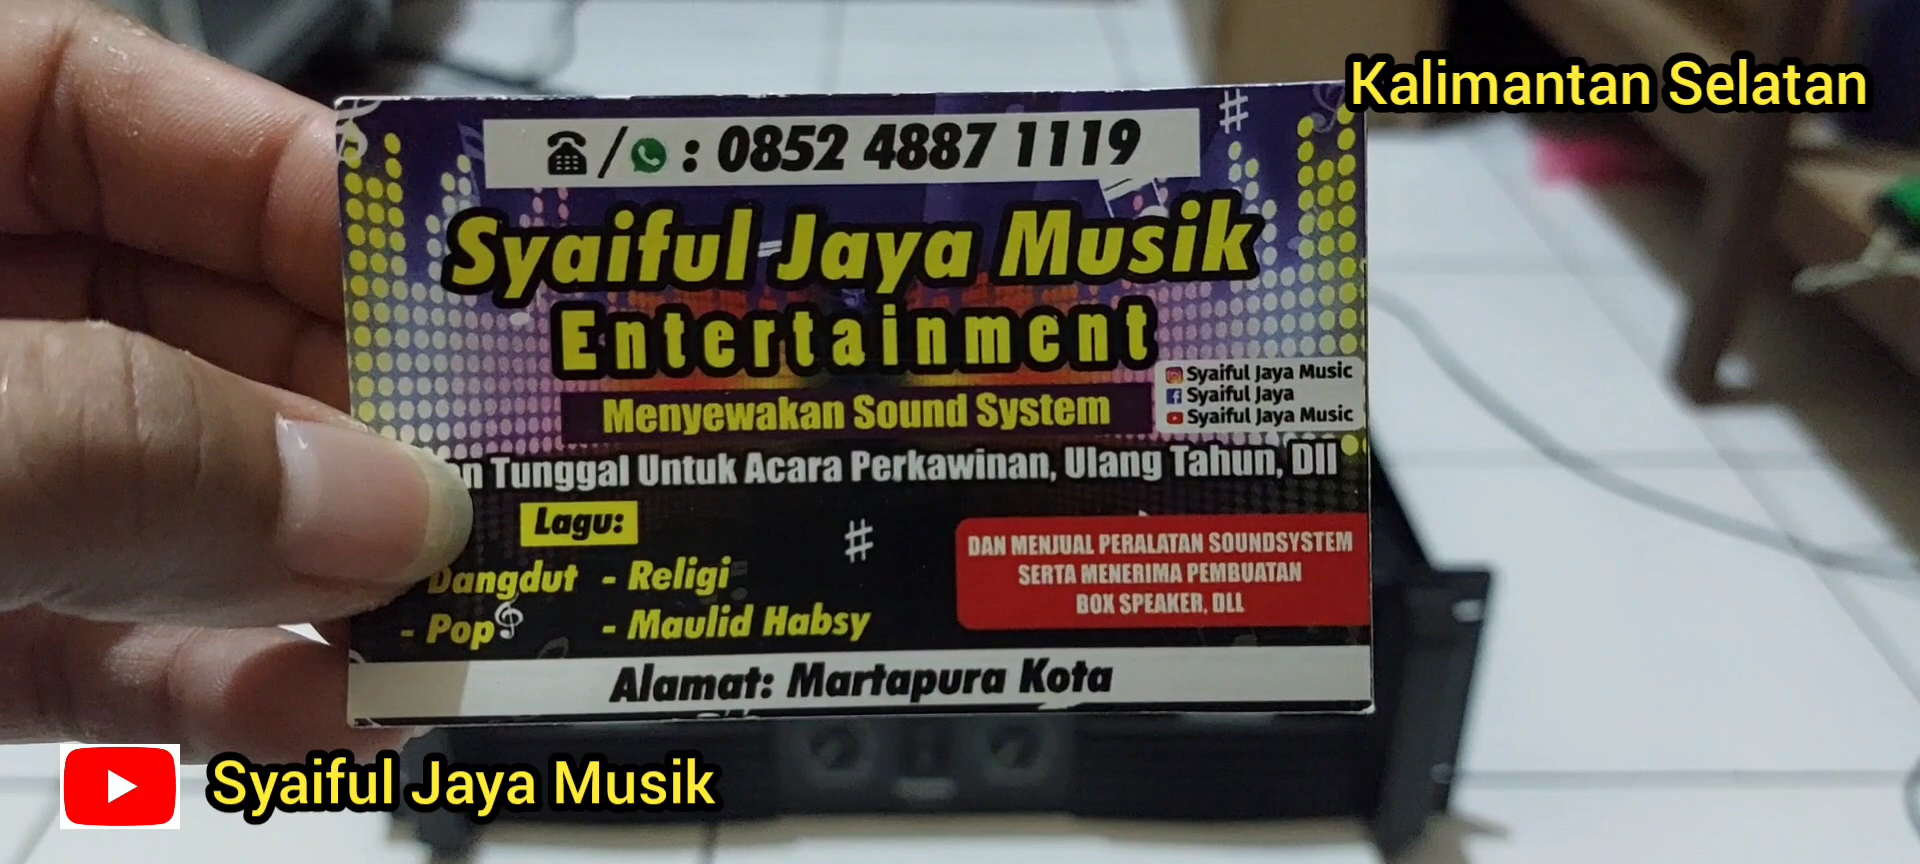 Kalimantan Selatan
: 0852 4887 1119
Syaiful Jaya Musik
Entertainment
Syaiful Jaya Music
Syaiful Jaya
Syaiful Jaya Music
Menyewakan Sound System
Tunggal Untuk Acara Perkawinan, Ulang Tahun, Dll
Lagu:
Dangdut - Religi
- Pop - Maulid Habsy
DAN MENJUAL PERALATAN SOUNDSYSTEM
SERTA MENERIMA PEMBUATAN
BOX SPEAKER, DLL
Alamat: Martapura Kota
Syaiful Jaya Musik